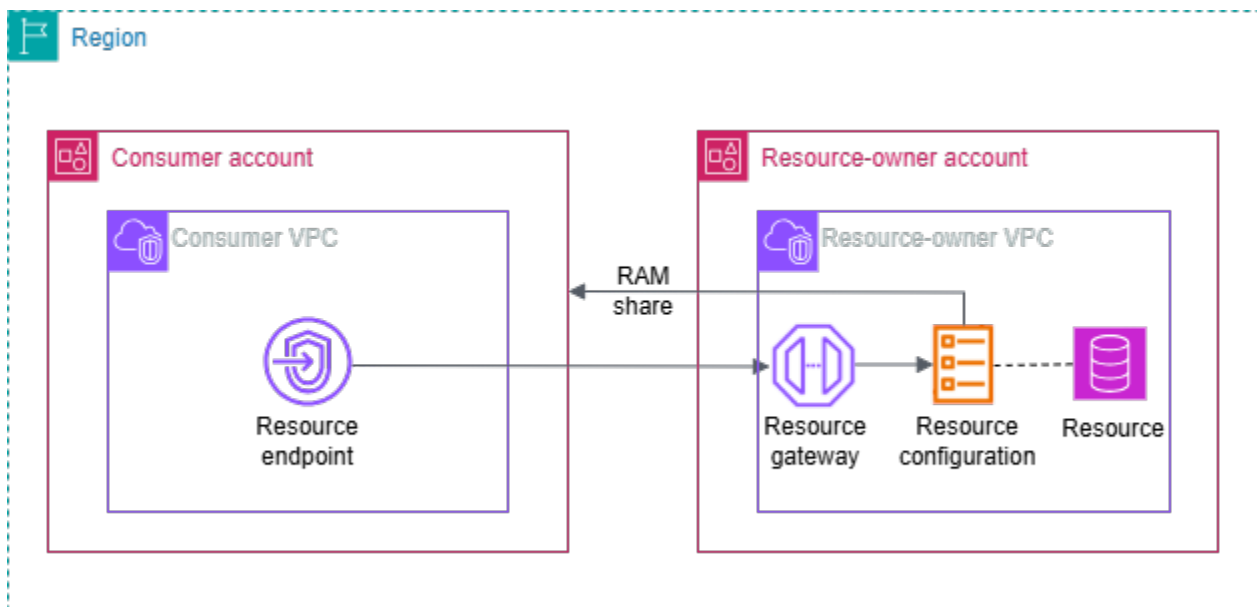 Region
Consumer account
Resource-owner account
Consumer VPC
Resource-owner VPC
RAM
share
Resource
endpoint
Resource
gateway
Resource
configuration
Resource